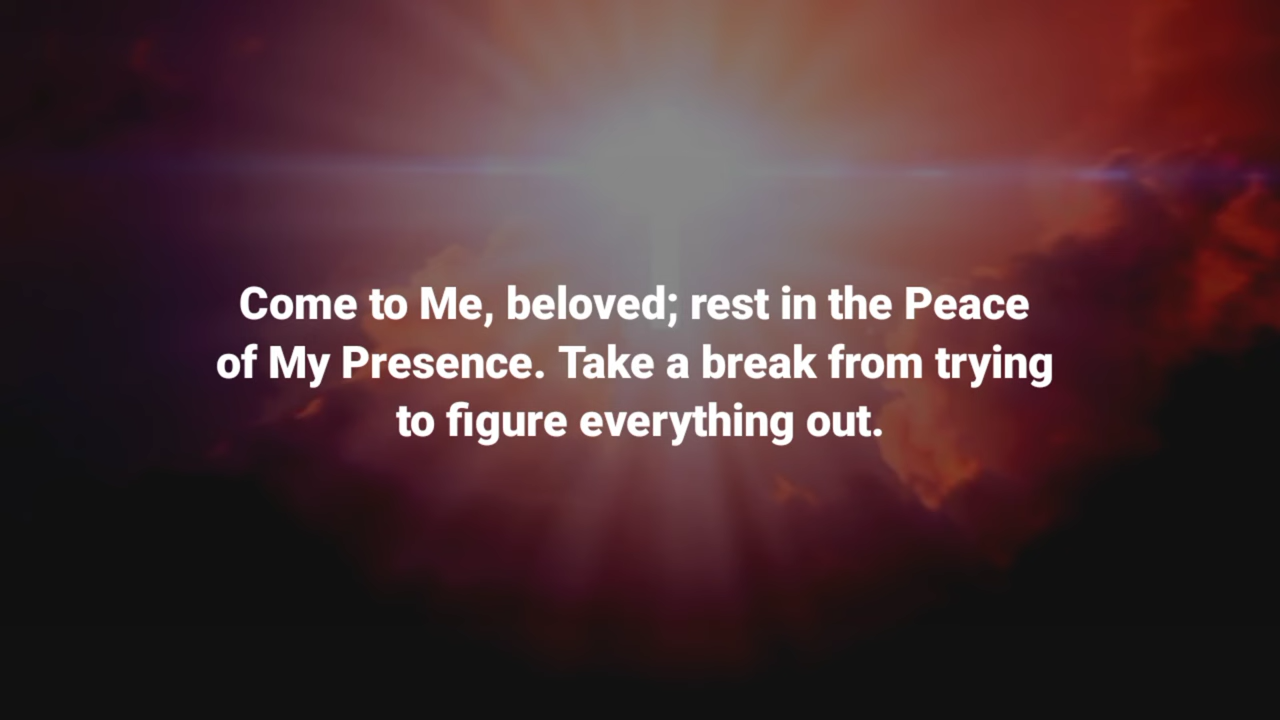 Come to Me, beloved; rest in the Peace
of My Presence. Take a break from trying
to figure everything out.